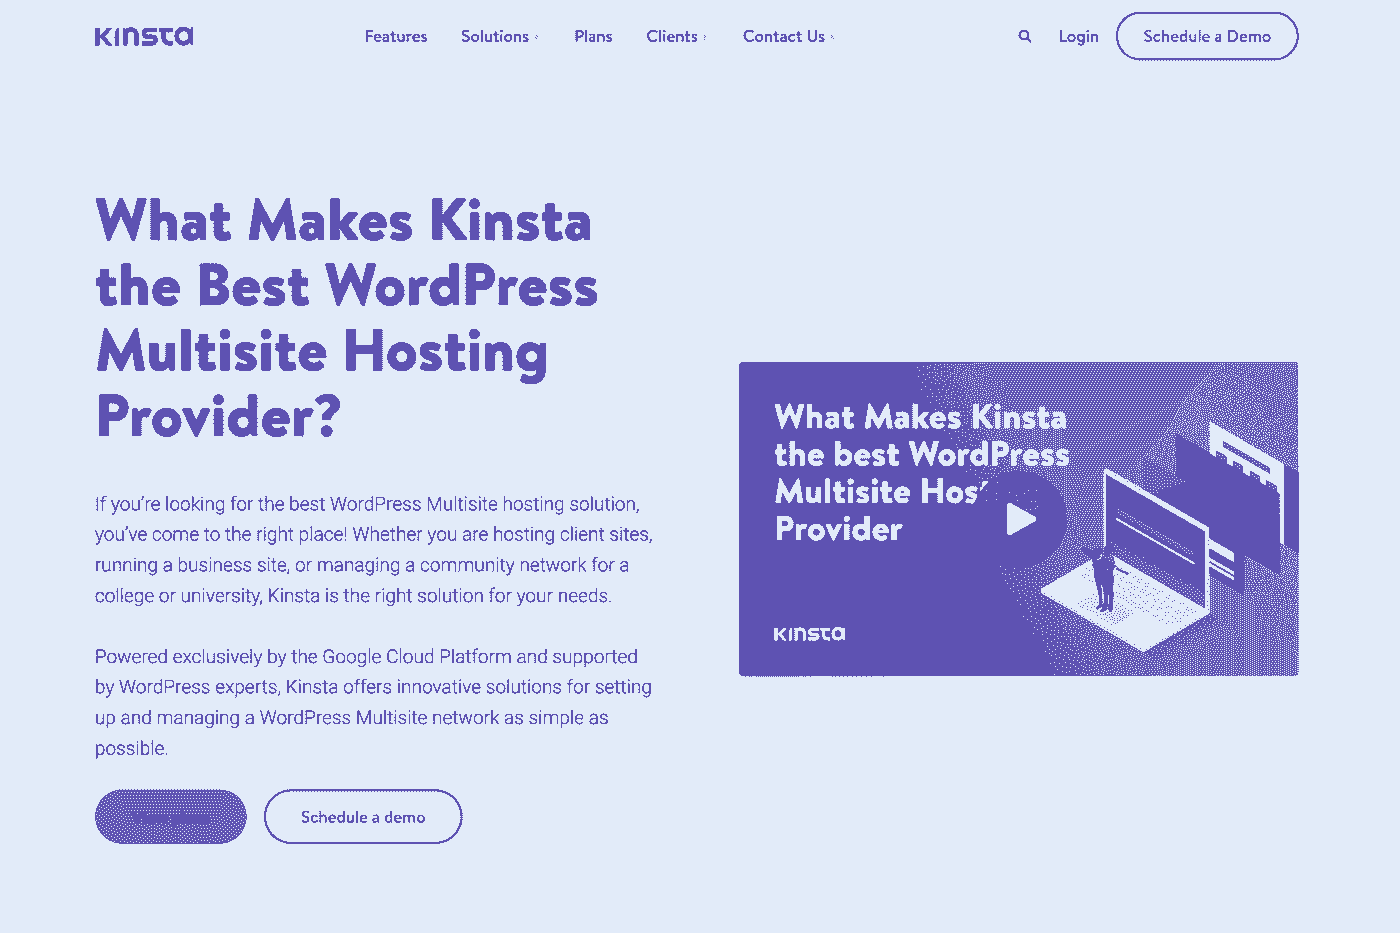 Kinsta
Features Solutions Plans Clients Contact Us Login Schedule a Demo
What Makes Kinsta
the Best WordPress
Multisite Hosting
Provider?
If you're looking for the best WordPress Multisite hosting solution,
you've come to the right place! Whether you are hosting client sites,
running a business site, or managing a community network for a
college or university, Kinsta is the right solution for your needs.
Powered exclusively by the Google Cloud Platform and supported
by WordPress experts, Kinsta offers innovative solutions for setting
up and managing a WordPress Multisite network as simple as
possible.
Schedule a demo
What Makes Kinsta
the best WordPress
Multisite Hos
Provider
Kinsta